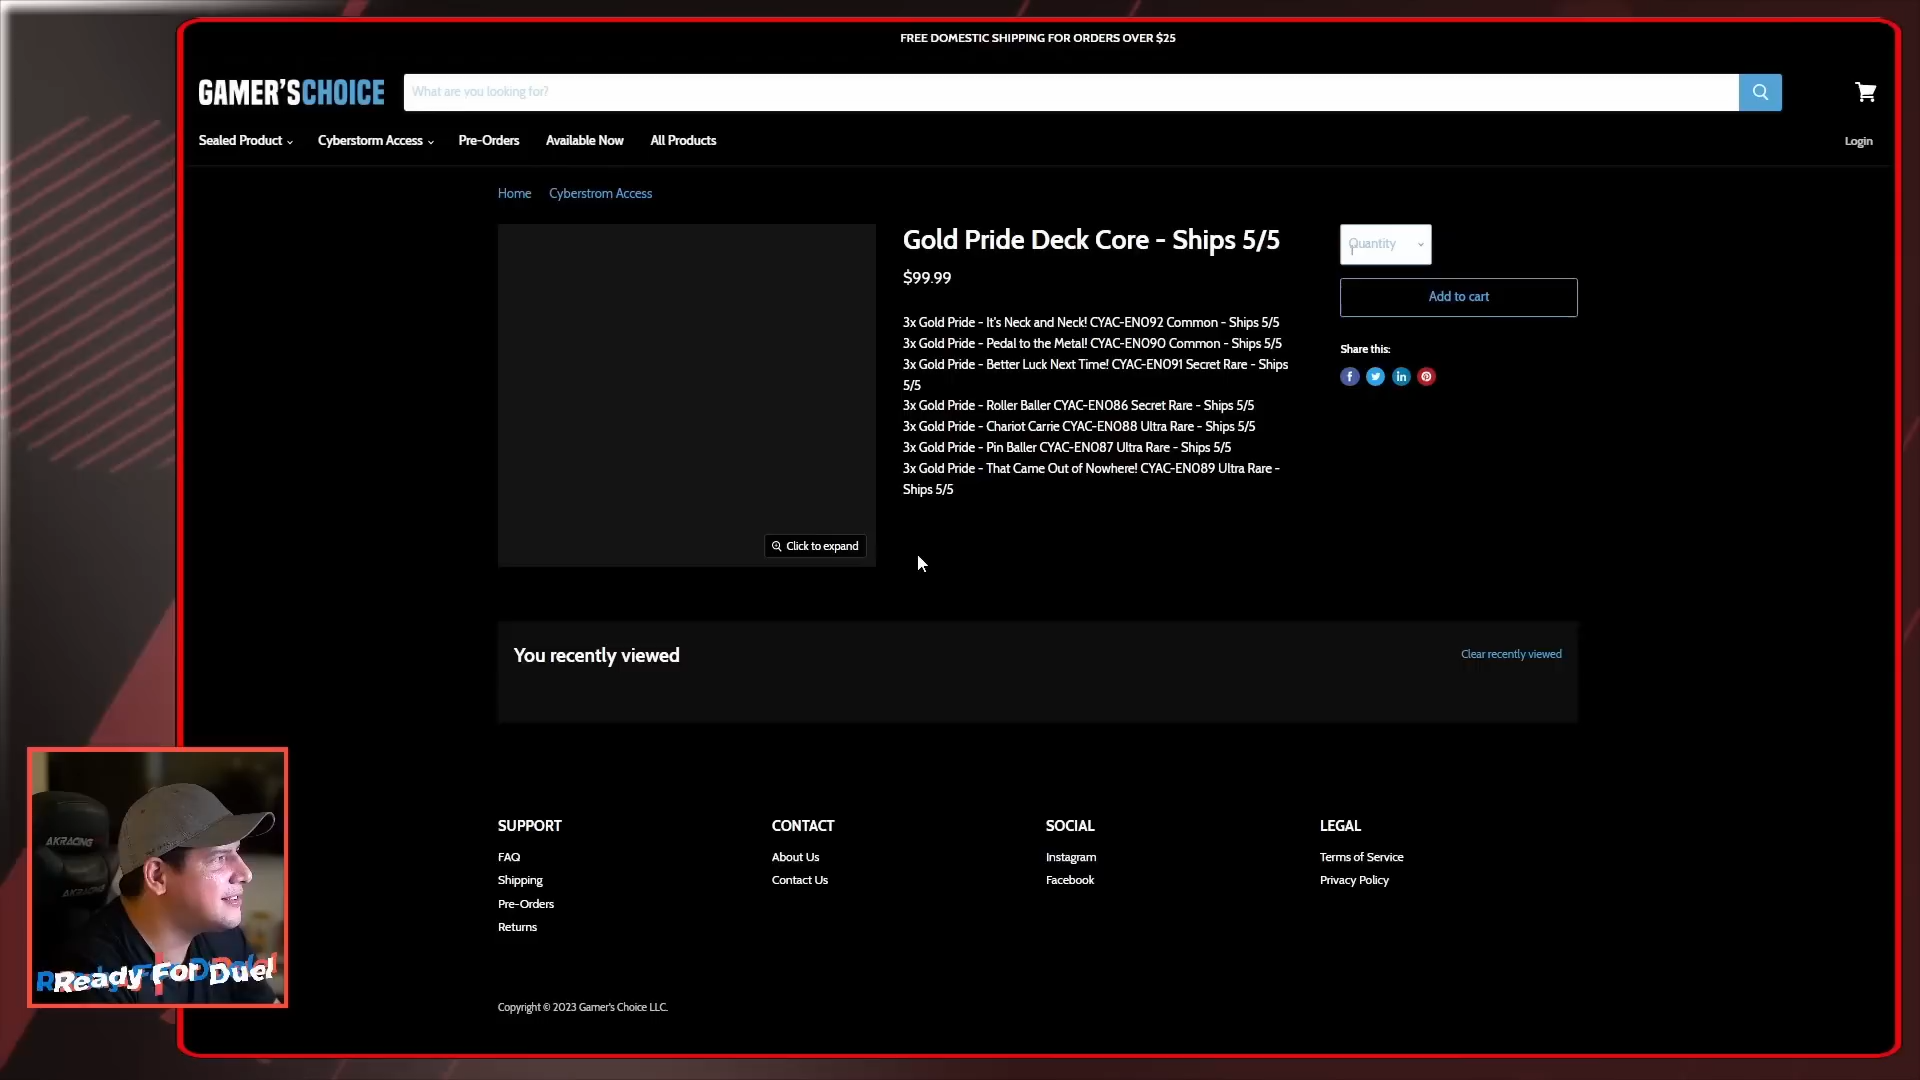 FREE DOMESTIC SHIPPING FOR ORDERS OVER $25
GAMER'SCHOICE
What are you looking for?
Sealed Product
Cyberstorm Access
Pre-Orders
Available Now
All Products
Login
Home
Cyberstrom Access
Gold Pride Deck Core - Ships 5/5
$99.99
3x Gold Pride - It's Neck and Neck! CYAC-EN092 Common - Ships 5/5
3x Gold Pride - Pedal to the Metal! CYAC-EN090 Common - Ships 5/5
3x Gold Pride - Better Luck Next Time! CYAC-EN091 Secret Rare - Ships
5/5
3x Gold Pride - Roller Baller CYAC-EN086 Secret Rare - Ships 5/5
3x Gold Pride - Chariot Carrie CYAC-EN088 Ultra Rare - Ships 5/5
3x Gold Pride - Pin Baller CYAC-EN087 Ultra Rare - Ships 5/5
3x Gold Pride - That Came Out of Nowhere! CYAC-EN089 Ultra Rare -
Ships 5/5
Quantity
Add to cart
Share this:
Click to expand
You recently viewed
Clear recently viewed
SUPPORT
FAQ
Shipping
Pre-Orders
Returns
CONTACT
About Us
Contact Us
SOCIAL
Instagram
Facebook
LEGAL
Terms of Service
Privacy Policy
Copyright © 2023 Gamer's Choice LLC.
AKRACING
AKRACING
Ready For Duel